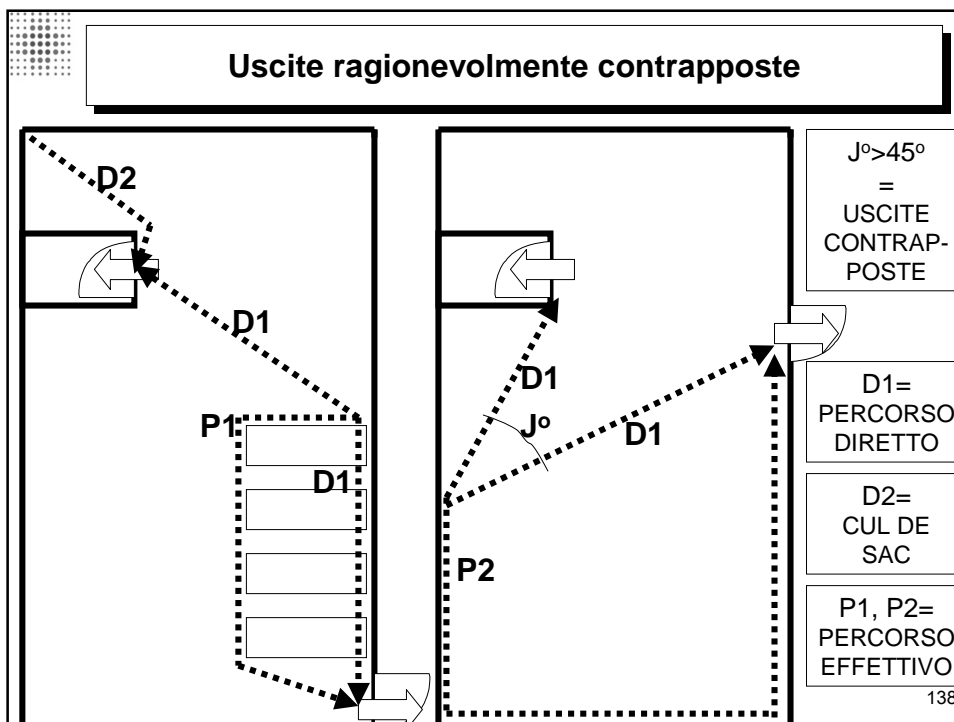 Uscite ragionevolmente contrapposte
D2
D1
P1
D1
D1
Jº
D1
P2
Jº>45º
=
USCITE
CONTRAP-
POSTE
D1=
PERCORSO
DIRETTO
D2=
CUL DE
SAC
P1, P2=
PERCORSO
EFFETTIVO
138